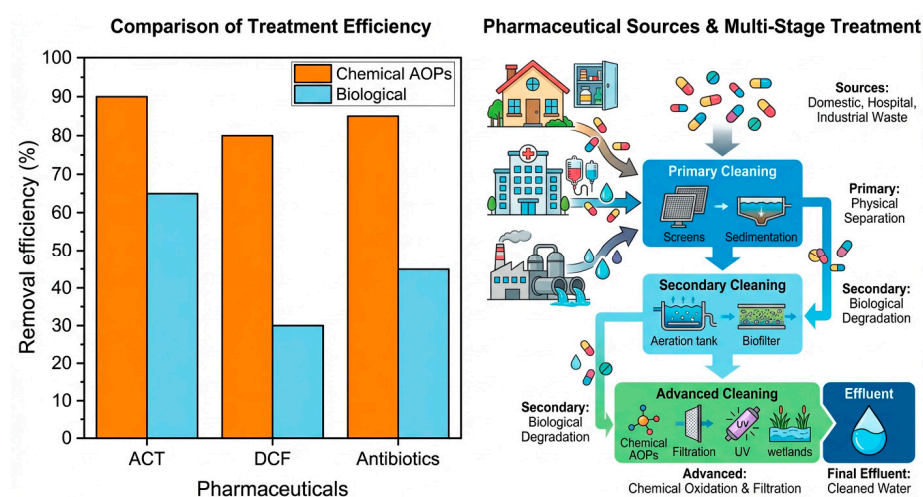 Comparison of Treatment Efficiency
Removal efficiency (%)
100
90
80
70
60
50
40
30
20
10
0
Chemical AOPs
Biological
ACT
DCF
Antibiotics
Pharmaceuticals
Pharmaceutical Sources & Multi-Stage Treatment
Sources:
Domestic, Hospital,
Industrial Waste
Primary Cleaning
Screens
Sedimentation
Primary:
Physical
Separation
Secondary Cleaning
Aeration tank
Biofilter
Secondary:
Biological
Degradation
Secondary:
Biological
Degradation
Advanced Cleaning
Chemical
AOPs
Filtration
UV
UV
wetlands
Advanced:
Chemical Oxidation & Filtration
Effluent
Final Effluent:
Cleaned Water